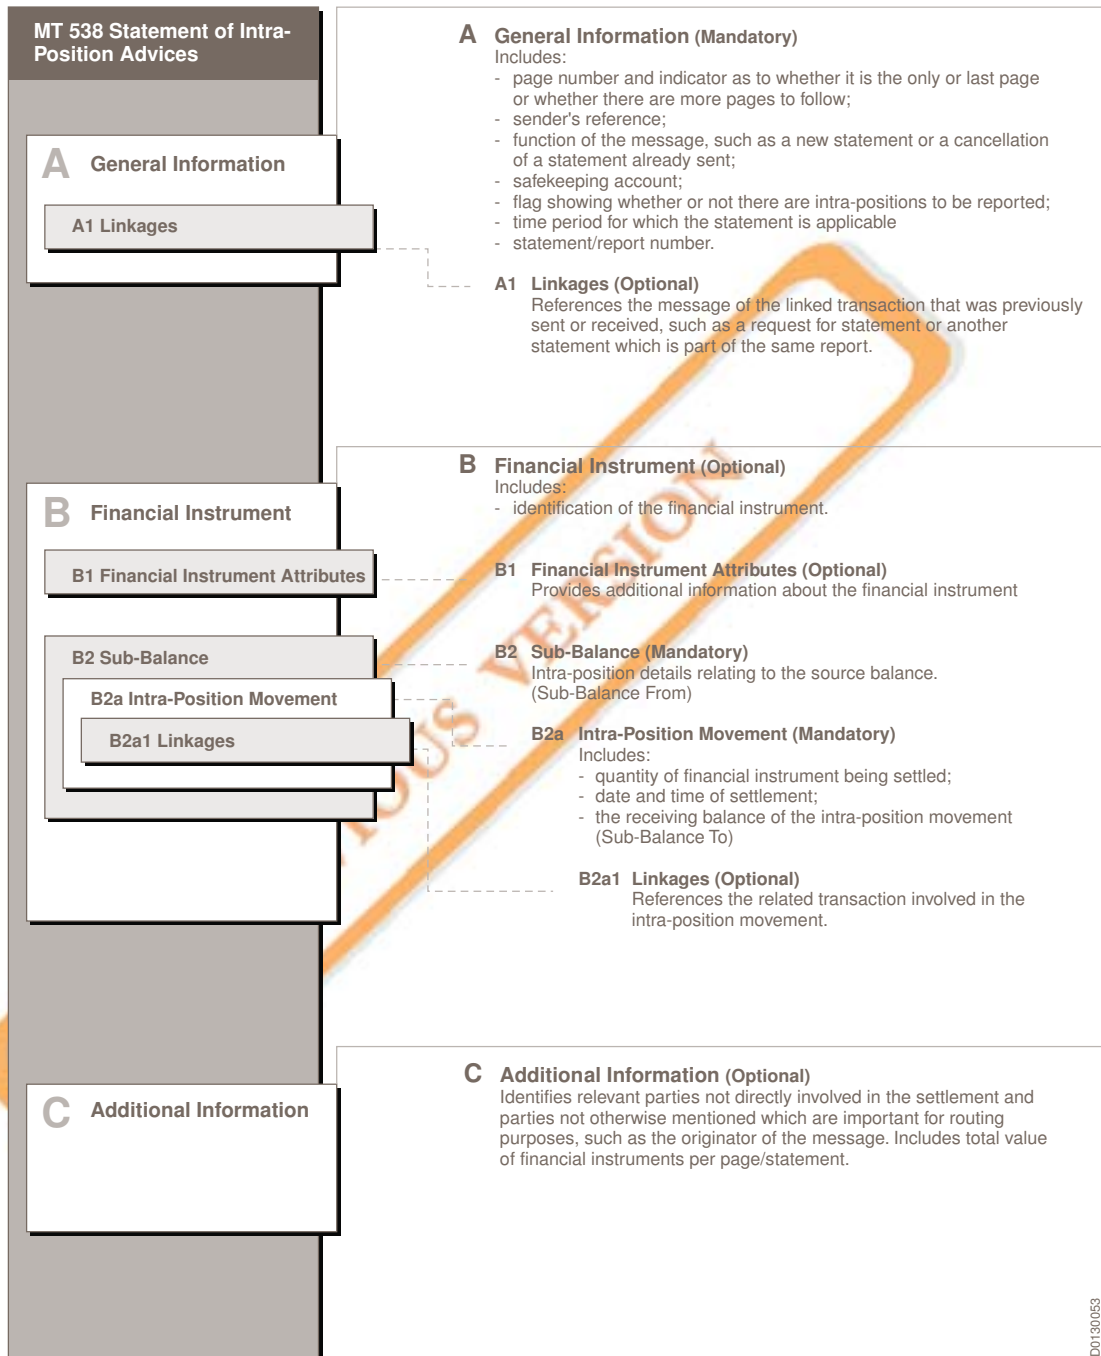 MT 538 Statement of Intra-
Position Advices
A General Information
A1 Linkages
A General Information (Mandatory)
Includes:
- page number and indicator as to whether it is the only or last page
or whether there are more pages to follow;
- sender's reference;
- function of the message, such as a new statement or a cancellation
of a statement already sent;
- safekeeping account;
- flag showing whether or not there are intra-positions to be reported;
- time period for which the statement is applicable
- statement/report number.
A1 Linkages (Optional)
References the message of the linked transaction that was previously
sent or received, such as a request for statement or another
statement which is part of the same report.
B Financial Instrument
B1 Financial Instrument Attributes
B2 Sub-Balance
B2a Intra-Position Movement
B2a1 Linkages
B Financial Instrument (Optional)
Includes:
- identification of the financial instrument.
B1 Financial Instrument Attributes (Optional)
Provides additional information about the financial instrument
B2 Sub-Balance (Mandatory)
Intra-position details relating to the source balance.
(Sub-Balance From)
B2a Intra-Position Movement (Mandatory)
Includes:
- quantity of financial instrument being settled;
- date and time of settlement;
- the receiving balance of the intra-position movement
(Sub-Balance To)
B2a1 Linkages (Optional)
References the related transaction involved in the
intra-position movement.
C Additional Information
C Additional Information (Optional)
Identifies relevant parties not directly involved in the settlement and
parties not otherwise mentioned which are important for routing
purposes, such as the originator of the message. Includes total value
of financial instruments per page/statement.
D0130053
VERSION